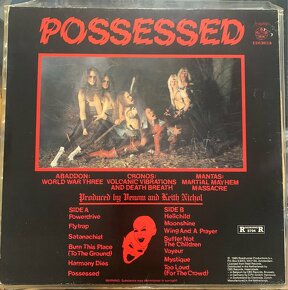 POSSESSED
ABADDON:
WORLD WAR THREE
CRONOS:
VOLCANIC VIBRATIONS
AND DEATH BREATH
MANTAS:
MARTIAL MAYHEM
MASSACRE
Produced by Venom and Keith Nichol
SIDE A
Powerdrive
Flytrap
Satanachist
Burn This Place
(To The Ground)
Harmony Dies
Possessed
SIDE B
Hellchild
Moonshine
Wing And A Prayer
Suffer Not
The Children
Voyeur
Mystique
Too Loud
(For The Crowd)